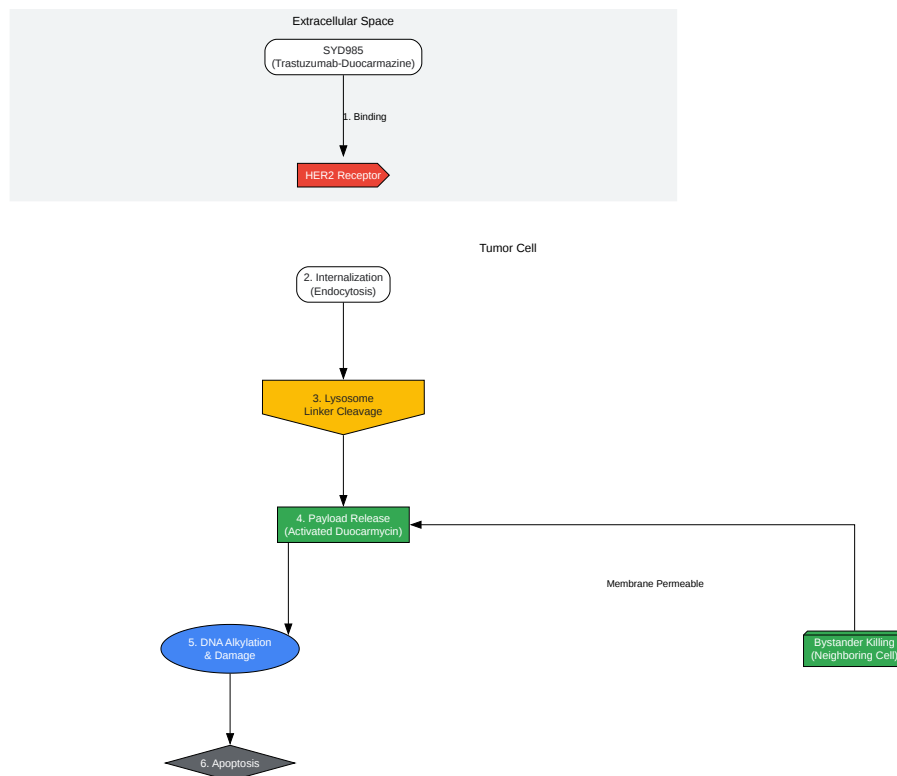 Extracellular Space
SYD985
(Trastuzumab-Duocarmazine)
1. Binding
HER2 Receptor
Tumor Cell
2. Internalization
(Endocytosis)
3. Lysosome
Linker Cleavage
4. Payload Release
(Activated Duocarmycin)
Membrane Permeable
5. DNA Alkylation
& Damage
Bystander Killing
(Neighboring Cell)
6. Apoptosis